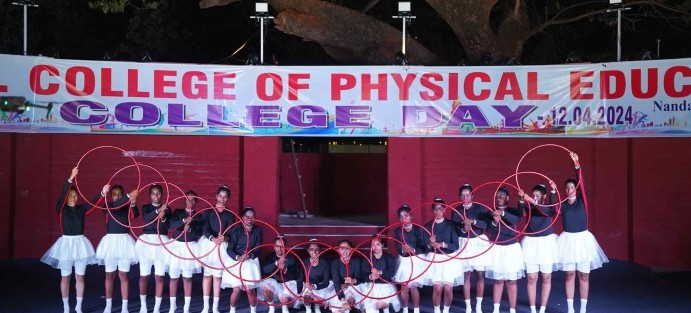 L COLLEGE OF PHYSICAL EDUC
COLLEGE DAY - 12.04.2024
Nanda